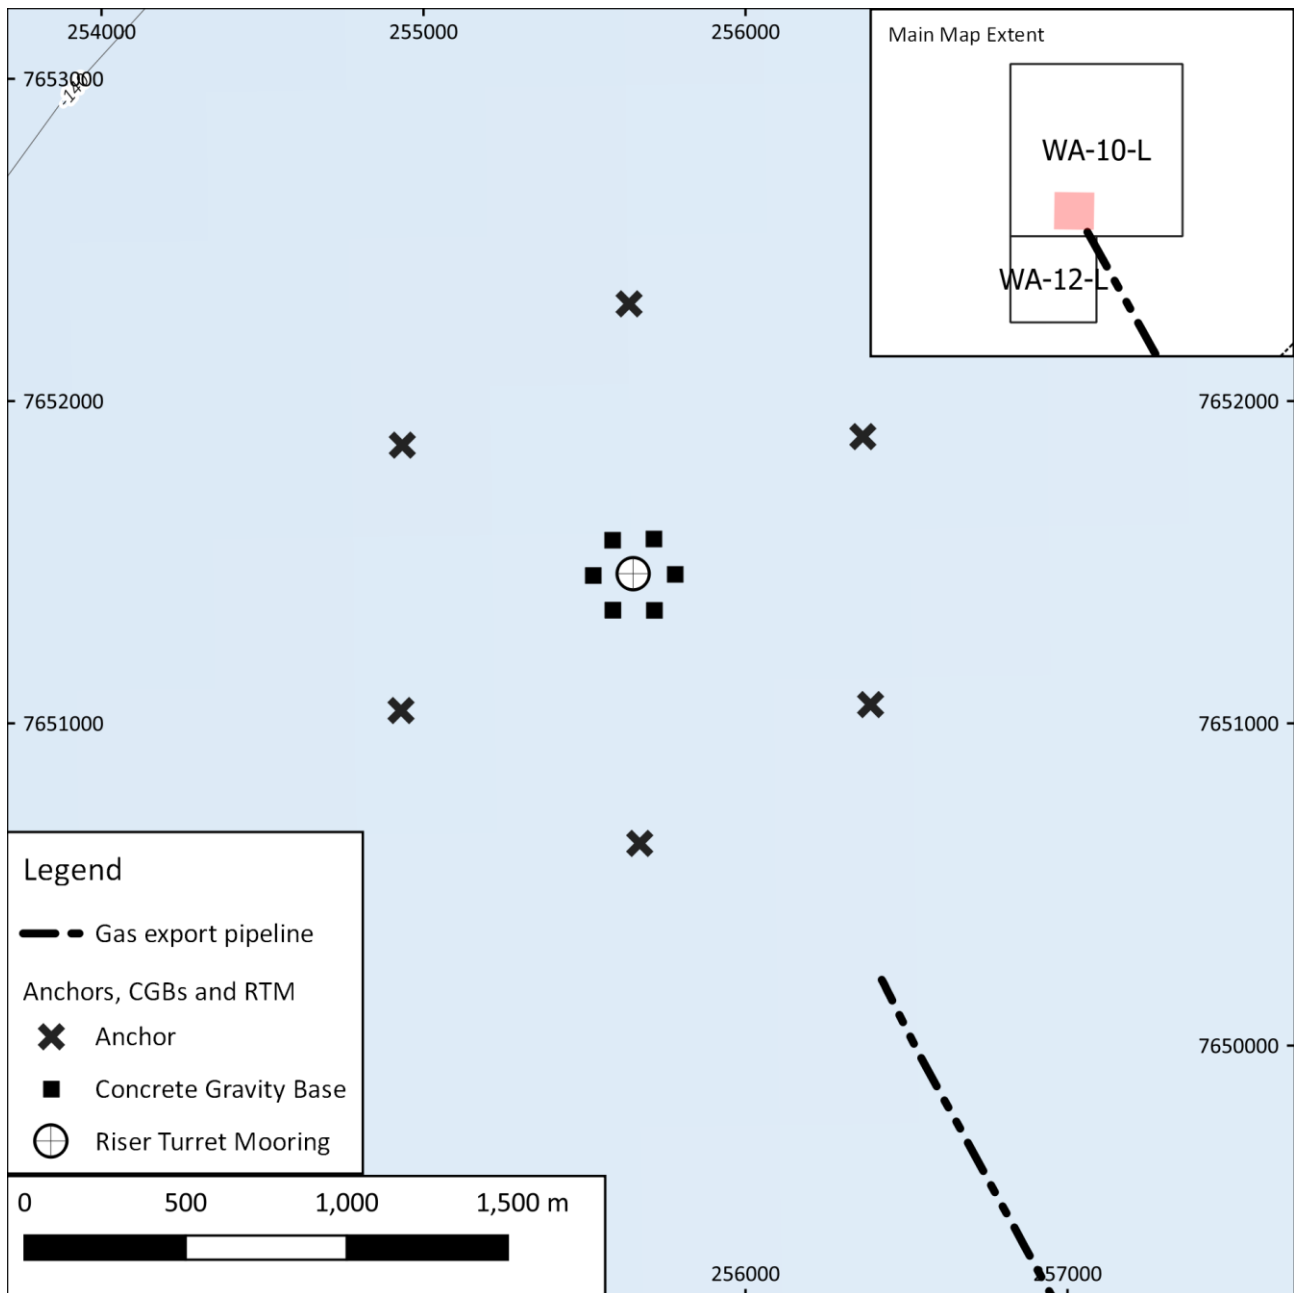 254000 255000 256000
Main Map Extent
7653000
-140
WA-10-L
WA-12-L
7652000 7652000
7651000 7651000
Legend
Gas export pipeline
Anchors, CGBs and RTM
Anchor
7650000
Concrete Gravity Base
Riser Turret Mooring
0 500 1,000 1,500 m
256000 257000